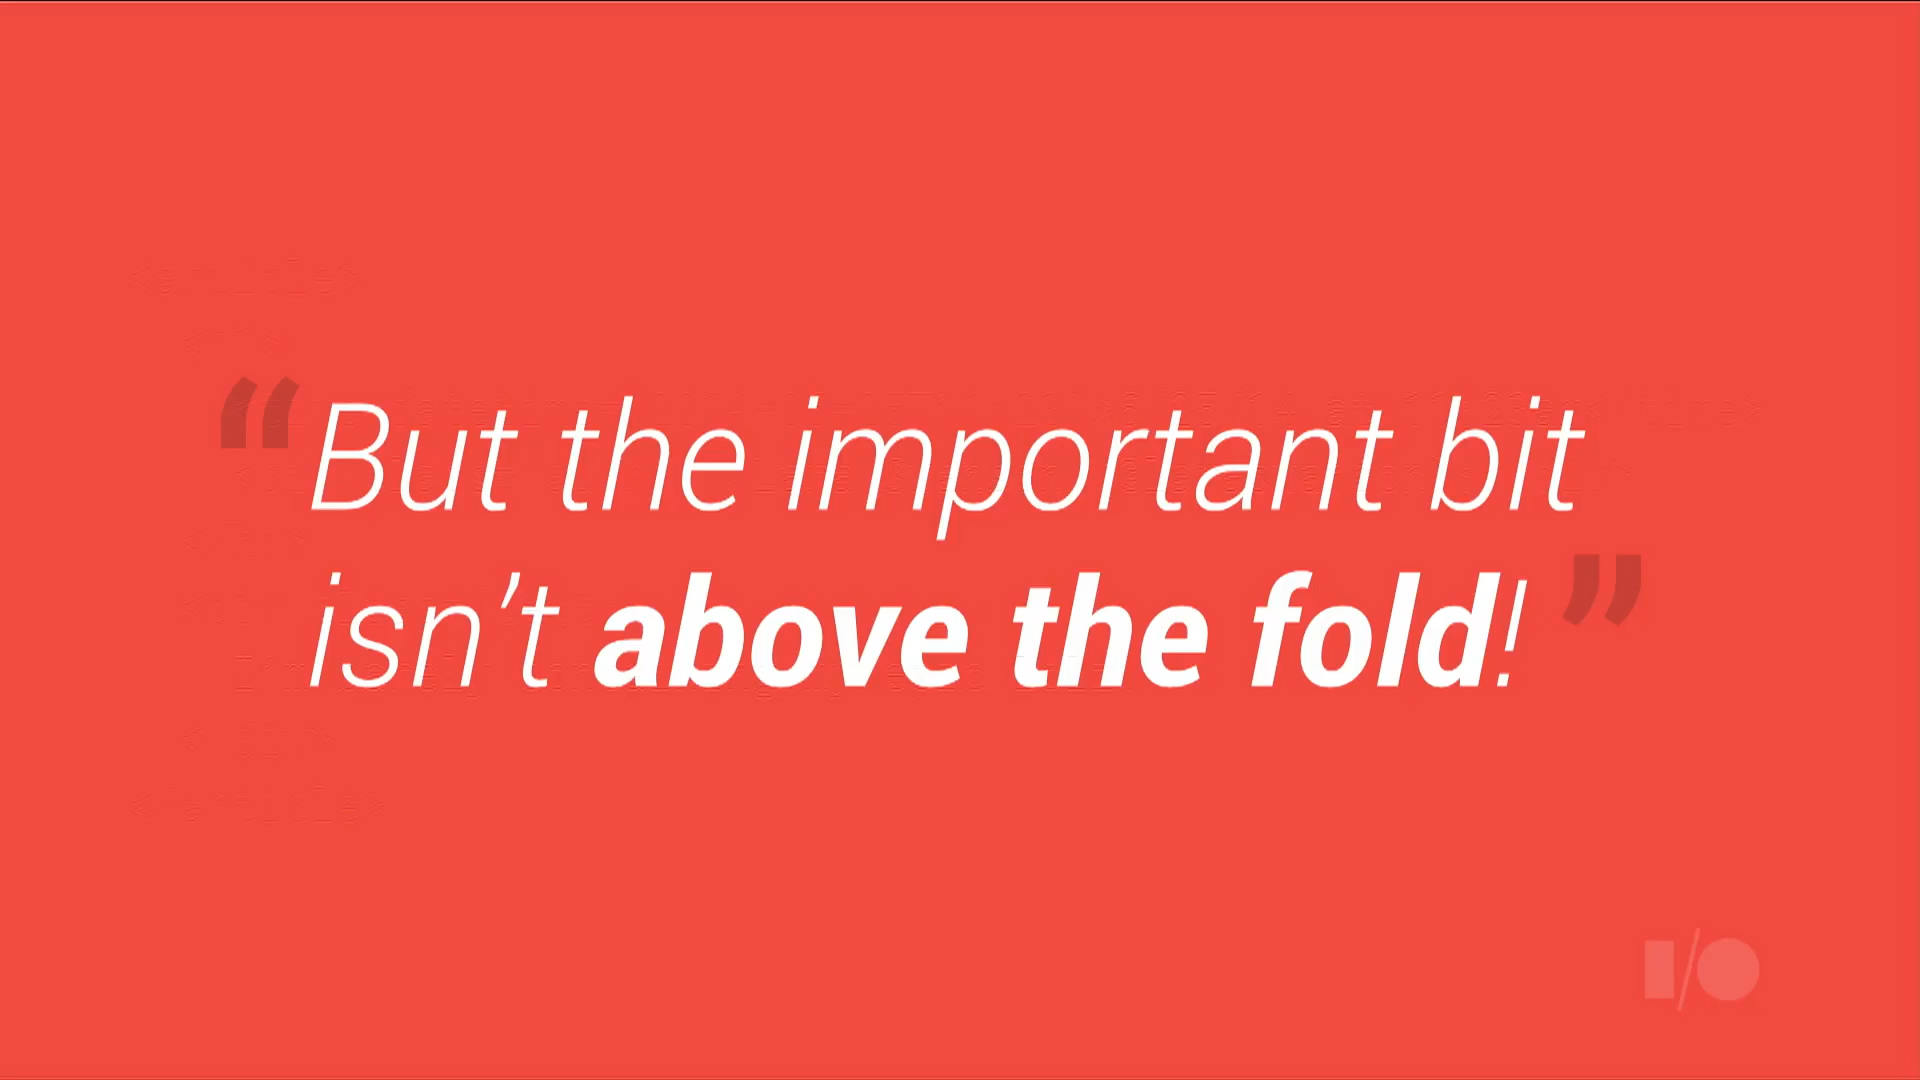 “But the important bit
isn’t above the fold!”
I/O